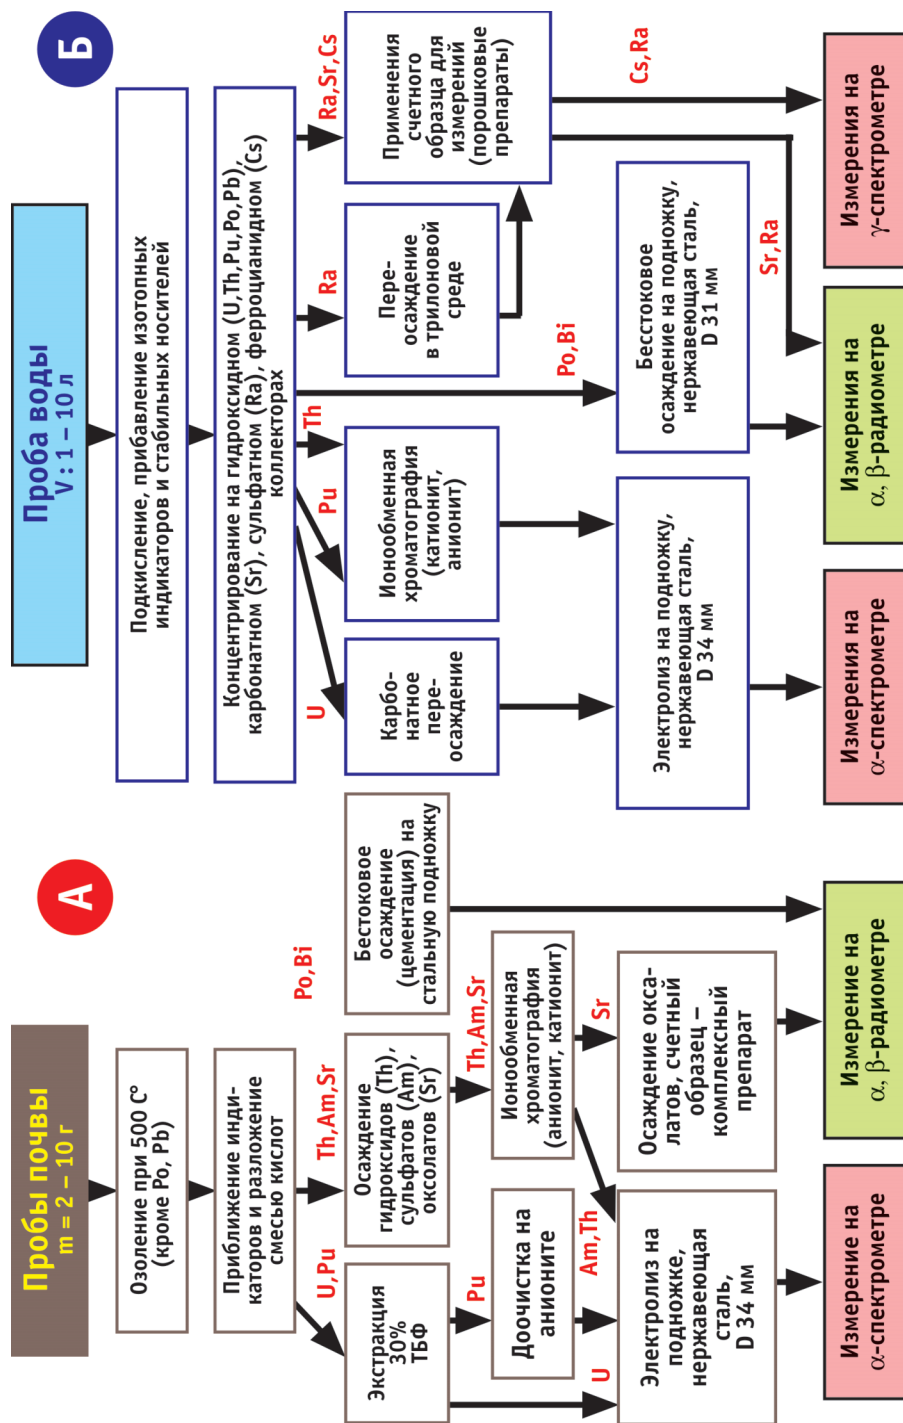 А
Пробы почвы
m = 2 – 10 г
Озоление при 500 С°
(кроме Po, Pb)
Приближение инди-
каторов и разложение
смесью кислот
U,Pu
Th,Am,Sr
Po,Bi
Экстракция
30%
ТБФ
Осаждение
гидроксидов (Th),
сульфатов (Am),
оксолатов (Sr)
Бестоковое
осаждение
(цементация) на
стальную подножку
Pu
Th,Am,Sr
Доочистка на
анионите
Ионообменная
хроматография
(анионит, катионит)
U
Am,Th
Sr
Электролиз на
подножке,
нержавеющая
сталь,
D 34 мм
Осаждение окса-
латов, счетный
образец –
комплексный
препарат
Измерение на
α-спектрометре
Измерение на
α, β-радиометре
Б
Проба воды
V : 1 – 10 л
Подкисление, прибавление изотопных
индикаторов и стабильных носителей
Концентрирование на гидроксидном (U,Th,Pu,Po,Pb),
карбонатном (Sr), сульфатном (Ra), ферроцианидном (Cs)
коллекторах
U
Pu
Th
Ra
Ra,Sr,Cs
Карбо-
натное
пере-
осаждение
Ионообменная
хроматография
(катионит,
анионит)
Пере-
осаждение
в трилоновой
среде
Применения
счетного
образца для
измерений
(порошковые
препараты)
Po,Bi
Cs,Ra
Электролиз на подножку,
нержавеющая сталь,
D 34 мм
Бесстоковое
осаждение на подножку,
нержавеющая сталь,
D 31 мм
Sr,Ra
Измерения на
α-спектрометре
Измерения на
α, β-радиометре
Измерения на
γ-спектрометре